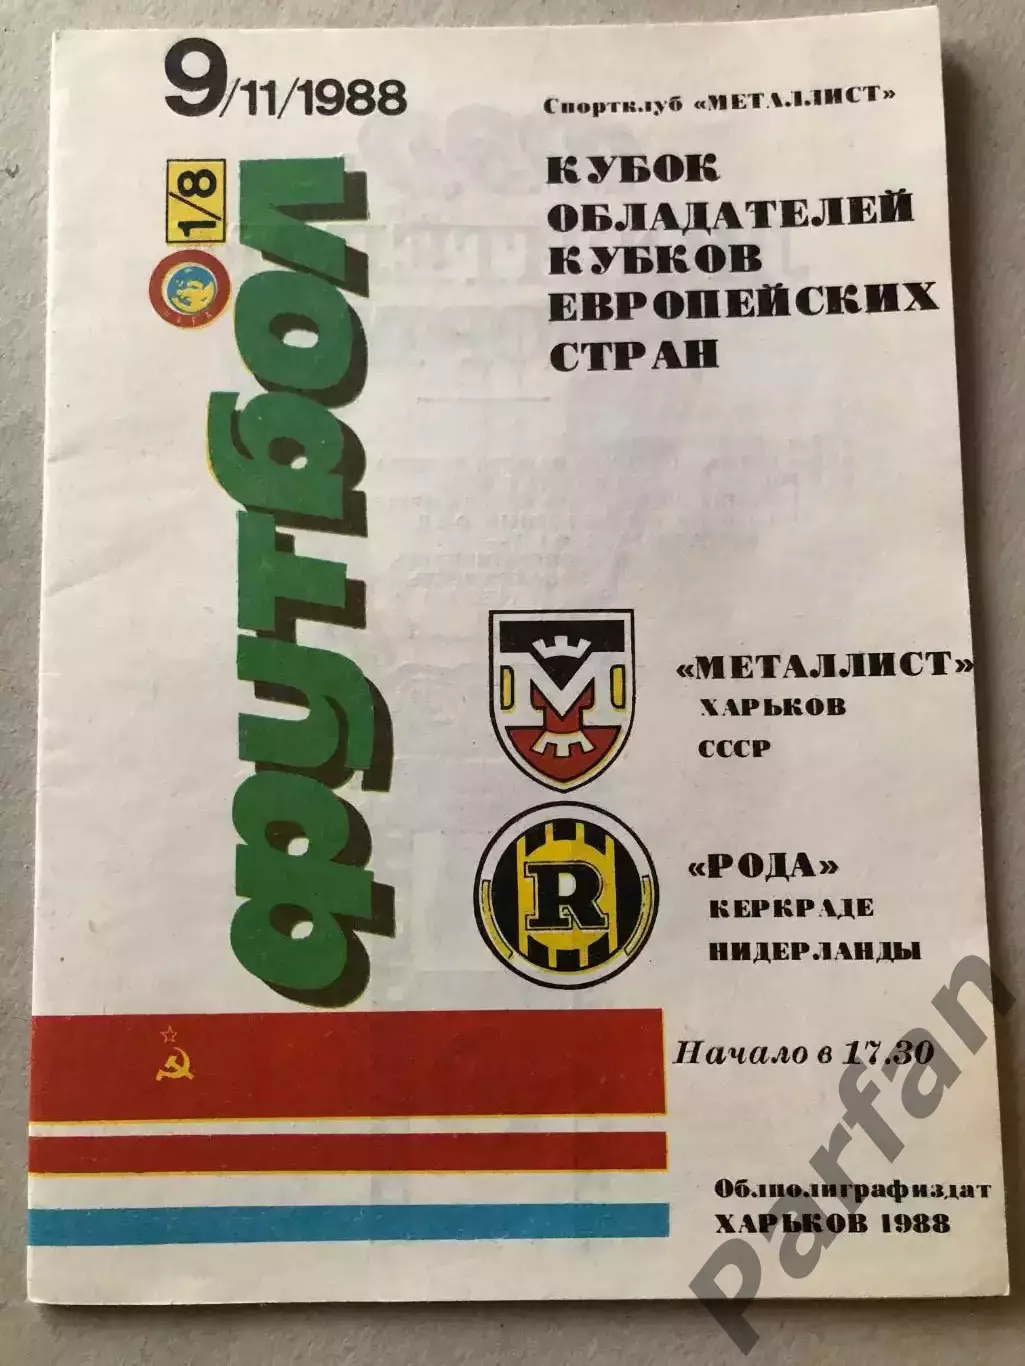 9/11/1988
Спортклуб «МЕТАЛЛИСТ»
КУБОК
ОБЛАДАТЕЛЕЙ
КУБКОВ
ЕВРОПЕЙСКИХ
СТРАН
1/8
футбол
М
«МЕТАЛЛИСТ»
ХАРЬКОВ
СССР
R
«РОДА»
КЕРКРАДЕ
НИДЕРЛАНДЫ
Начало в 17.30
Облполиграфиздат
ХАРЬКОВ 1988
Parfan